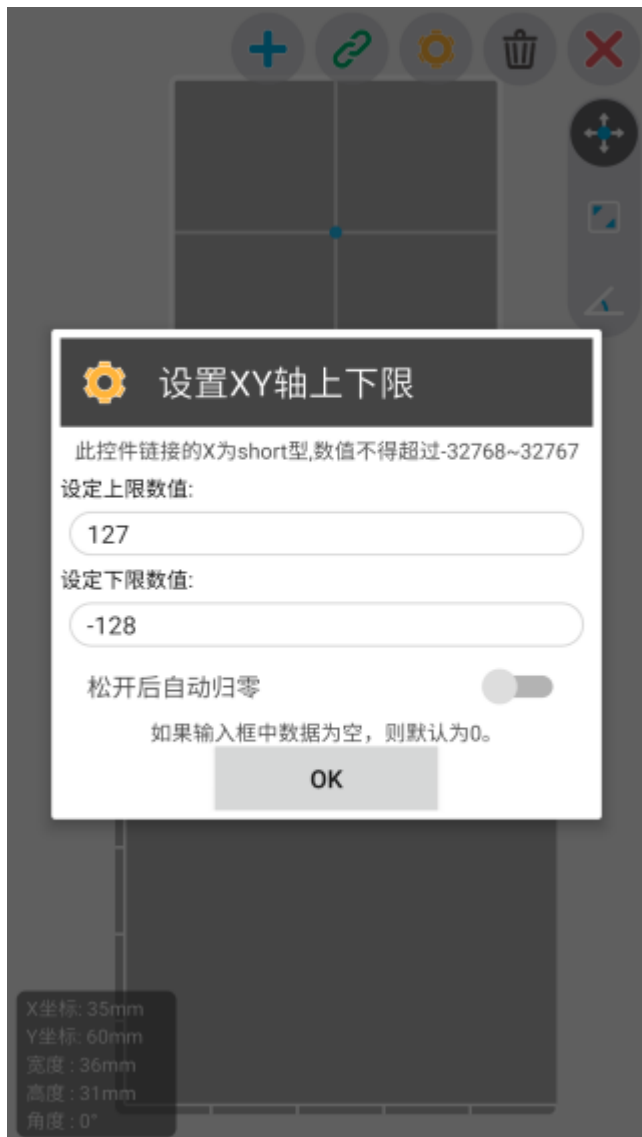 设置XY轴上下限
此控件链接的X为short型,数值不得超过-32768~32767
设定上限数值:
127
设定下限数值:
-128
松开后自动归零
如果输入框中数据为空，则默认为0。
OK
X坐标: 35mm
Y坐标: 60mm
宽度 : 36mm
高度 : 31mm
角度 : 0°